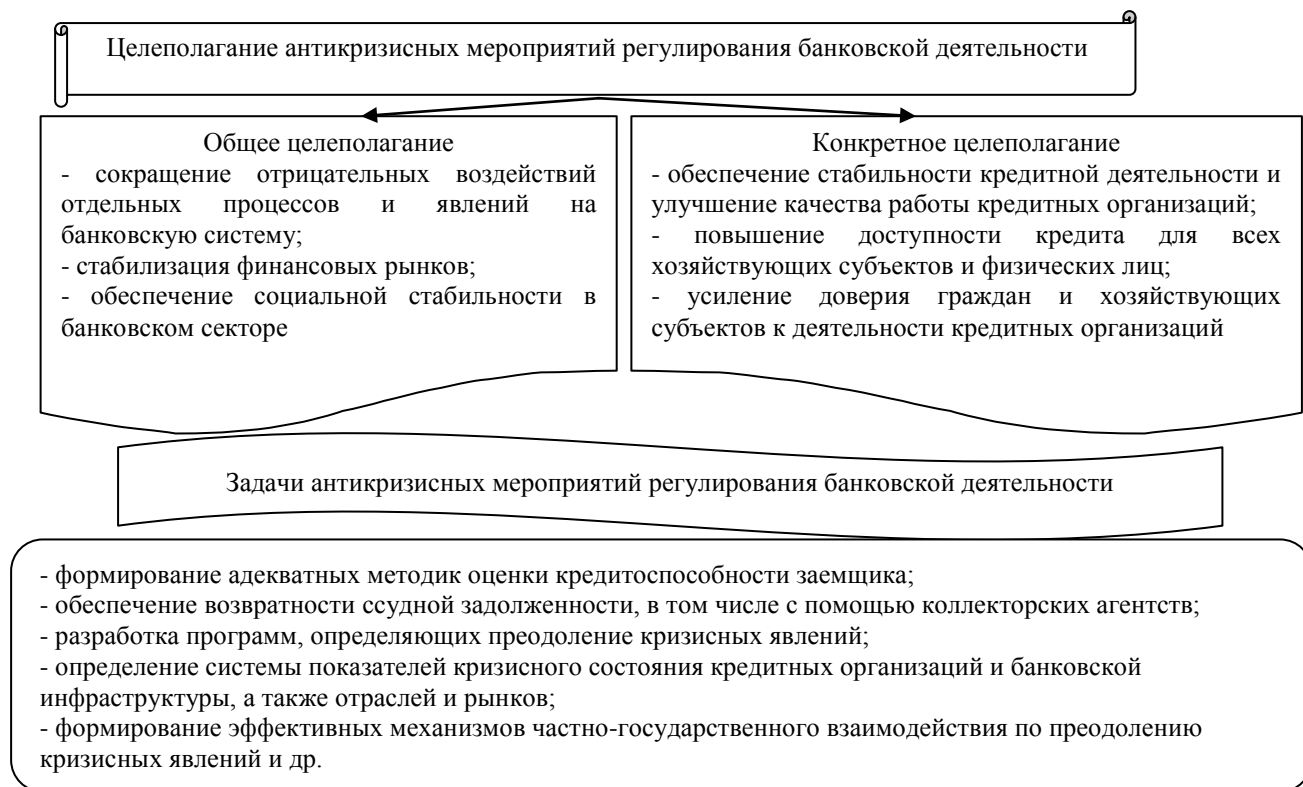 Целеполагание антикризисных мероприятий регулирования банковской деятельности
Общее целеполагание
- сокращение отрицательных воздействий
отдельных процессов и явлений на
банковскую систему;
- стабилизация финансовых рынков;
- обеспечение социальной стабильности в
банковском секторе
Конкретное целеполагание
- обеспечение стабильности кредитной деятельности и
улучшение качества работы кредитных организаций;
- повышение доступности кредита для всех
хозяйствующих субъектов и физических лиц;
- усиление доверия граждан и хозяйствующих
субъектов к деятельности кредитных организаций
Задачи антикризисных мероприятий регулирования банковской деятельности
- формирование адекватных методик оценки кредитоспособности заемщика;
- обеспечение возвратности ссудной задолженности, в том числе с помощью коллекторских агентств;
- разработка программ, определяющих преодоление кризисных явлений;
- определение системы показателей кризисного состояния кредитных организаций и банковской
инфраструктуры, а также отраслей и рынков;
- формирование эффективных механизмов частно-государственного взаимодействия по преодолению
кризисных явлений и др.